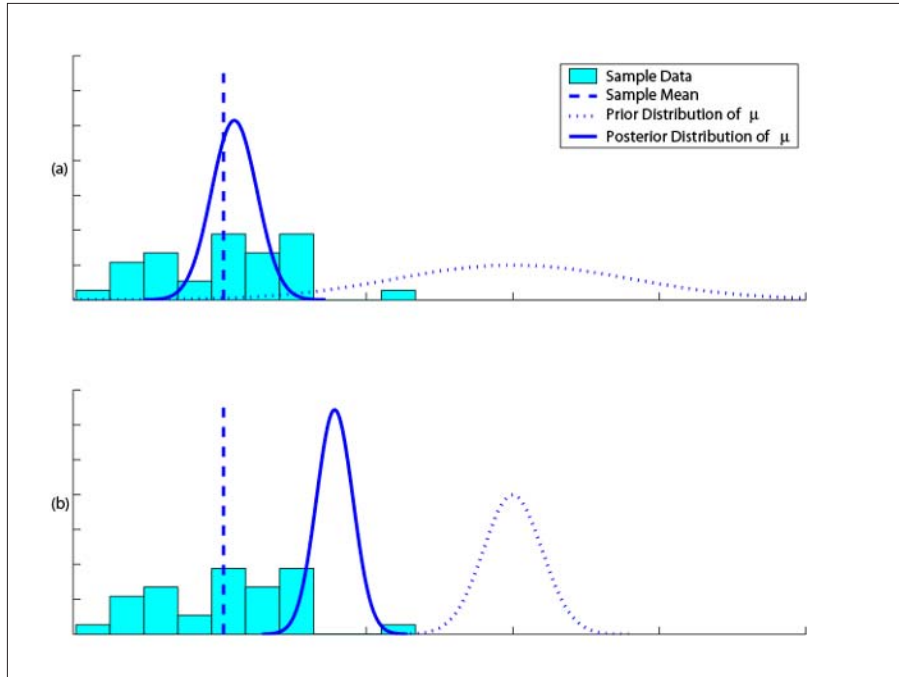 Sample Data
Sample Mean
Prior Distribution of μ
Posterior Distribution of μ
(a)
(b)